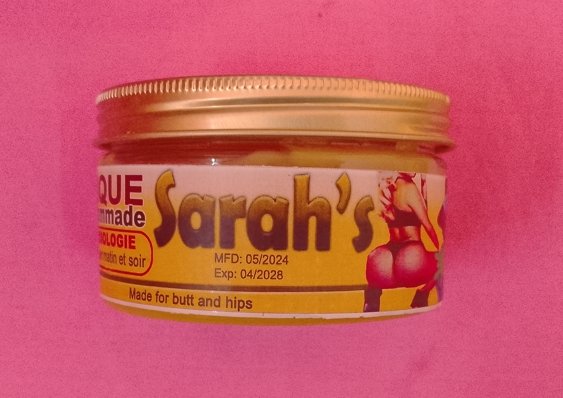 QUE
mmade
OLOGIE
matin et soir
Sarah's
MFD: 05/2024
Exp: 04/2028
Made for butt and hips